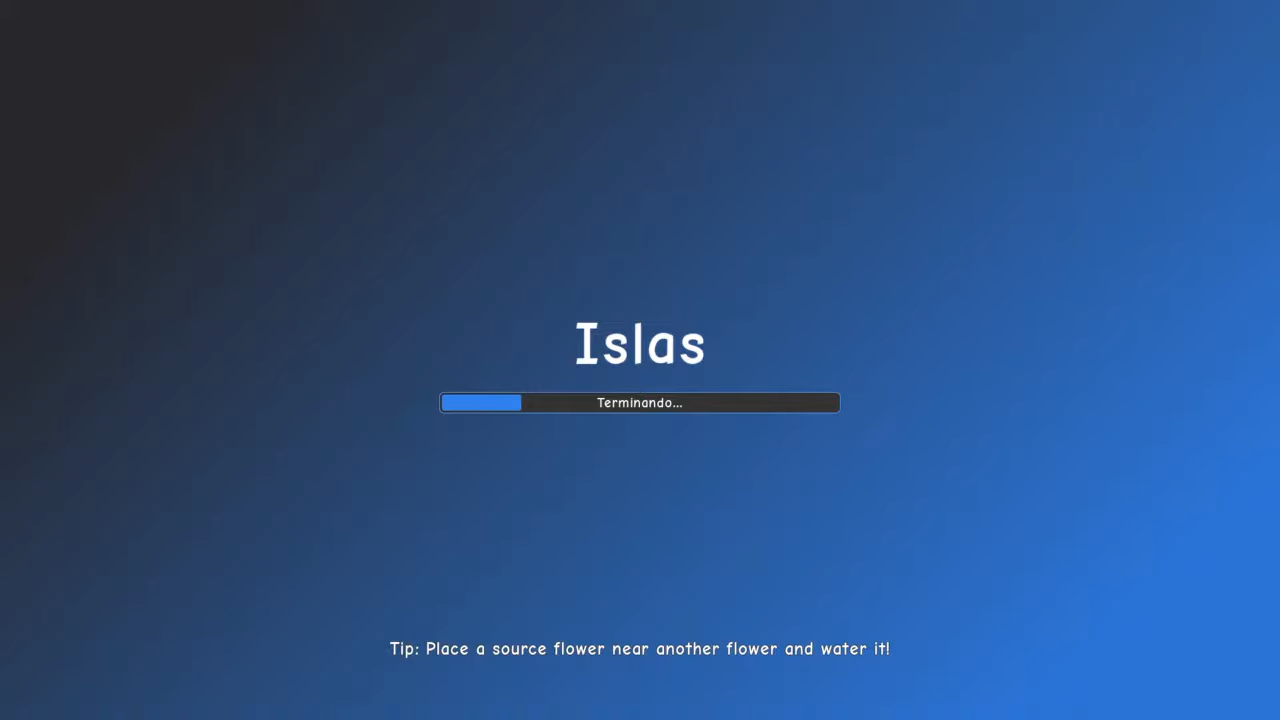 Islas
Terminando...
Tip: Place a source flower near another flower and water it!